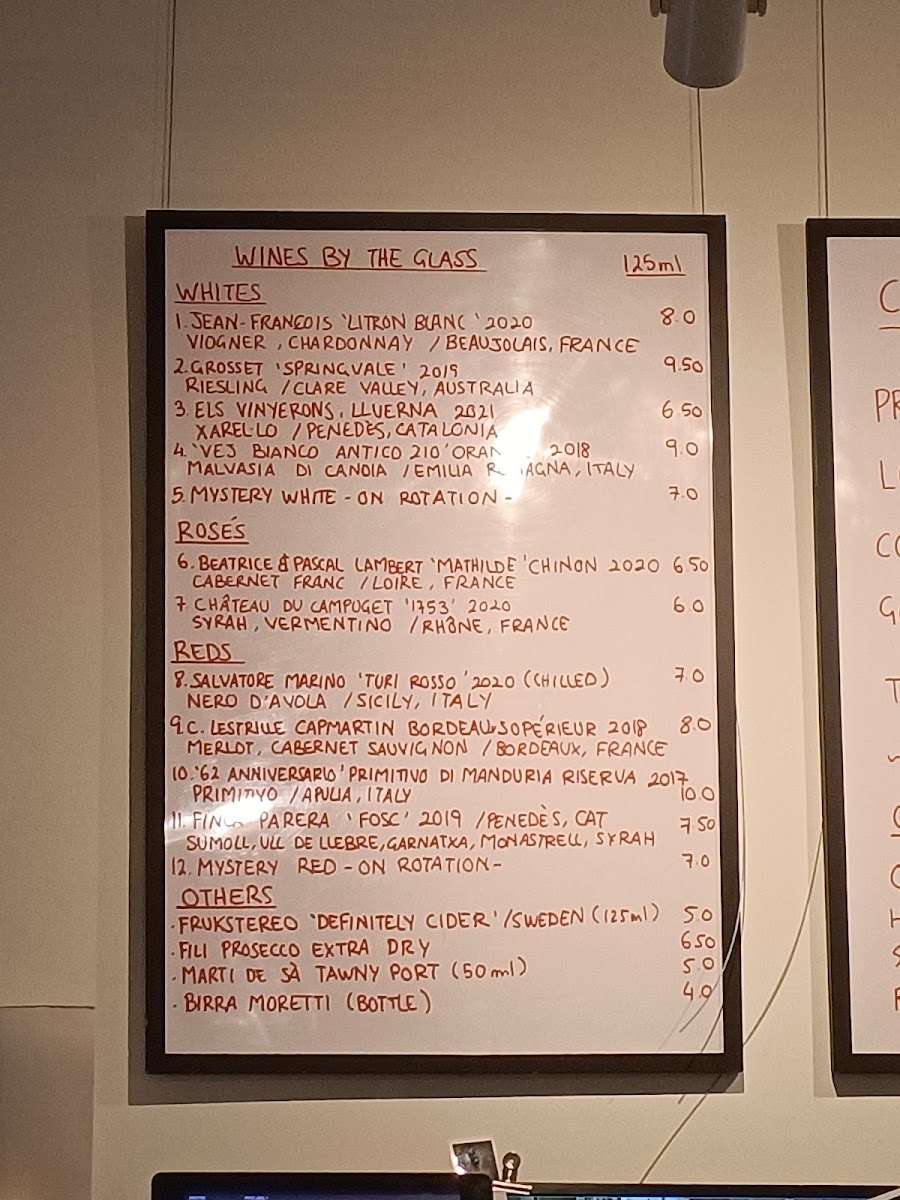 WINES BY THE GLASS 125ml
WHITES
1. JEAN-FRANCOIS 'LITRON BLANC' 2020 8.0
VIOGNER, CHARDONNAY / BEAUJOLAIS, FRANCE
2. GROSSET 'SPRINGVALE' 2019 9.50
RIESLING / CLARE VALLEY, AUSTRALIA
3. ELS VINYERONS, LLUERNA 2021 6.50
XAREL·LO / PENEDÈS, CATALONIA
4. 'VEJ BIANCO ANTICO 210' 2018 9.0
MALVASIA DI CANDIA / EMILIA ROMAGNA, ITALY
5. MYSTERY WHITE - ON ROTATION - 7.0
ROSÉS
6. BEATRICE & PASCAL LAMBERT 'MATHILDE' CHINON 2020 6.50
CABERNET FRANC / LOIRE, FRANCE
7. CHÂTEAU DU CAMPUGET '1753' 2020 6.0
SYRAH, VERMENTINO / RHÔNE, FRANCE
REDS
8. SALVATORE MARINO 'TURI ROSSO' 2020 (CHILLED) 7.0
NERO D'AVOLA / SICILY, ITALY
9. C. LESTRILLE CAPMARTIN BORDEAUX SOPÉRIEUR 2018 8.0
MERLOT, CABERNET SAUVIGNON / BORDEAUX, FRANCE
10. '62 ANNIVERSARIO' PRIMITIVO DI MANDURIA RISERVA 2017
PRIMITIVO / APULIA, ITALY 10.0
11. FINCA PARERA 'FOSC' 2019 / PENEDÈS, CAT 7.50
SUMOLL, ULL DE LLEBRE, GARNATXA, MONASTRELL, SYRAH
12. MYSTERY RED - ON ROTATION - 7.0
OTHERS
· FRUKSTEREO 'DEFINITELY CIDER' / SWEDEN (125ml) 5.0
· FILI PROSECCO EXTRA DRY 6.50
· MARTI DE SÀ TAWNY PORT (50ml) 5.0
· BIRRA MORETTI (BOTTLE) 4.0